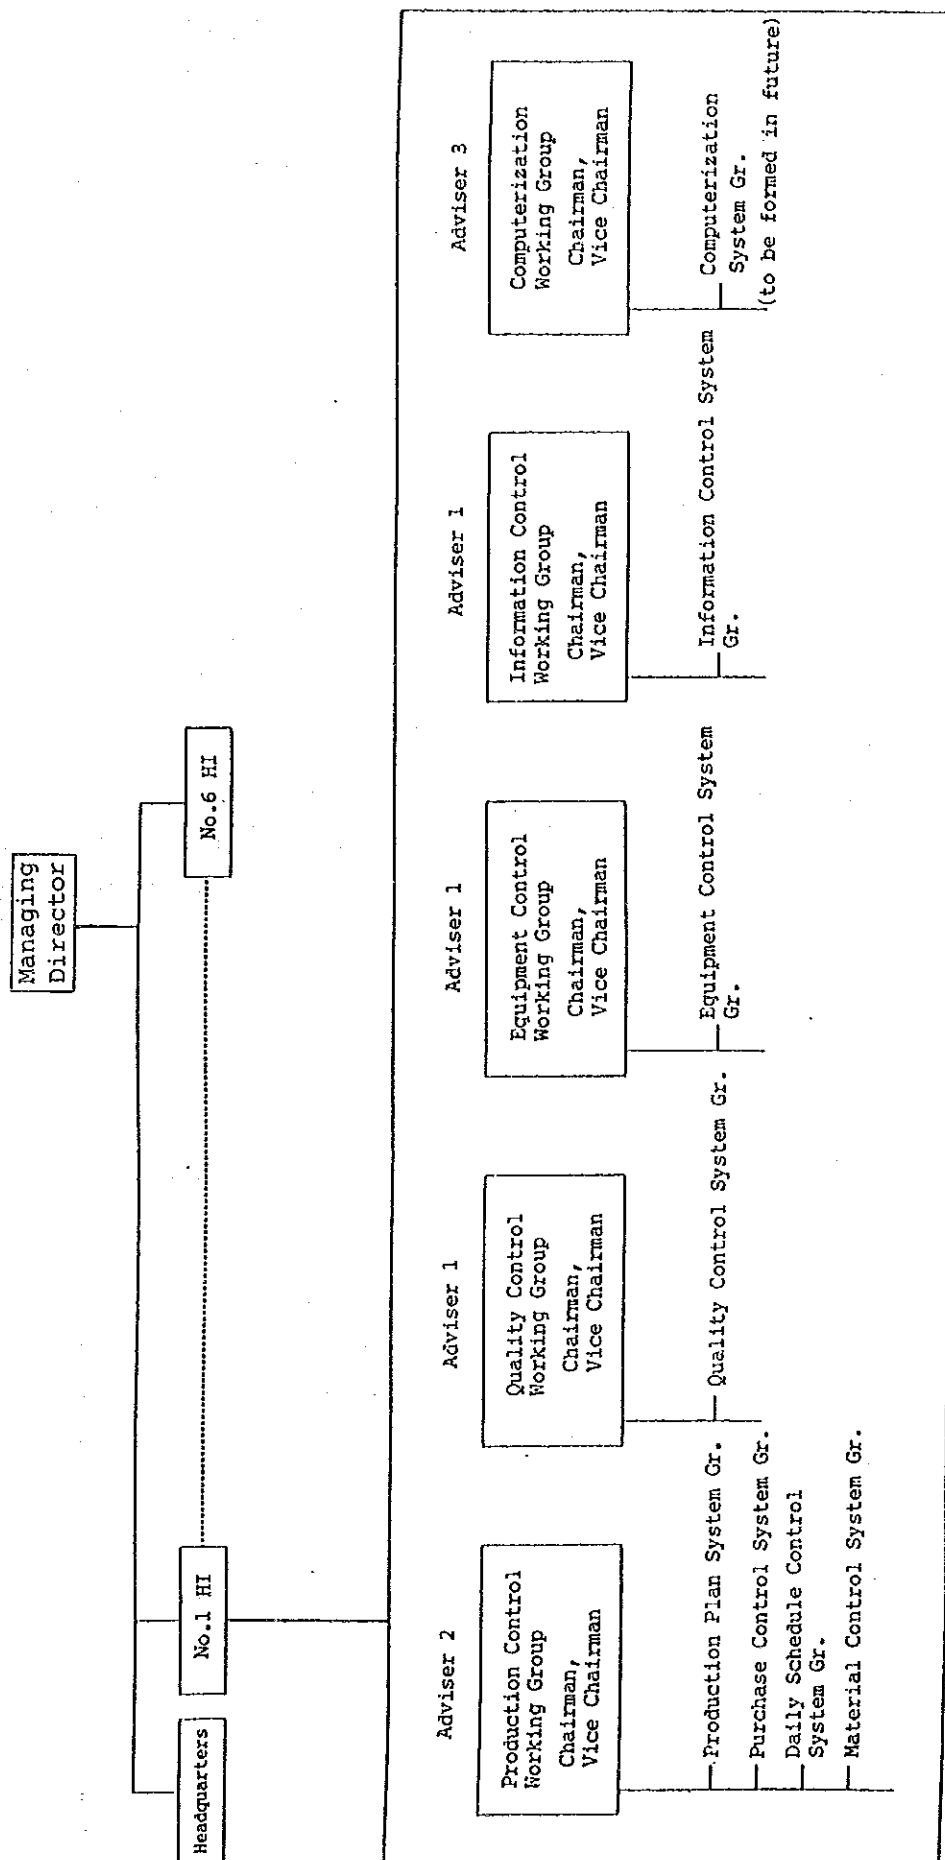 Managing
Director
Headquarters
No.1 HI
No.6 HI
Adviser 2
Production Control
Working Group
Chairman,
Vice Chairman
Production Plan System Gr.
Purchase Control System Gr.
Daily Schedule Control
System Gr.
Material Control System Gr.
Adviser 1
Quality Control
Working Group
Chairman,
Vice Chairman
Quality Control System Gr.
Adviser 1
Equipment Control
Working Group
Chairman,
Vice Chairman
Equipment Control System
Gr.
Adviser 1
Information Control
Working Group
Chairman,
Vice Chairman
Information Control System
Gr.
Adviser 3
Computerization
Working Group
Chairman,
Vice Chairman
Computerization
System Gr.
(to be formed in future)